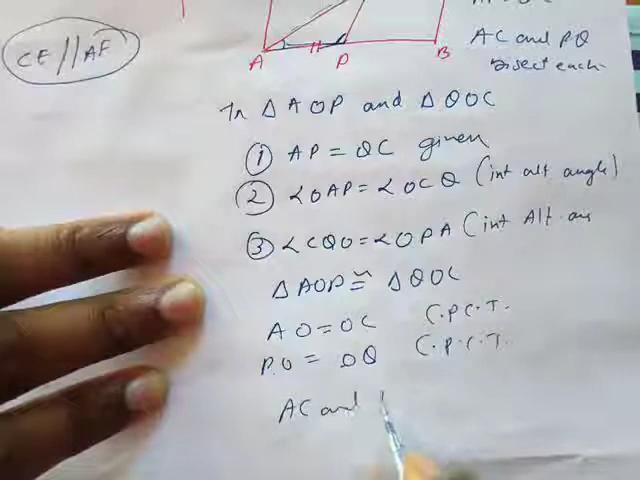 CE//AF
A P B
AC and PQ
Bisect each
In Δ AOP and Δ QOC
① AP = QC given
② ∠OAP = ∠OCQ (int alt angle)
③ ∠CQO = ∠OPA (int Alt. an
Δ AOP ≅ Δ QOC
AO = OC C.P.C.T.
P.O = OQ C.P.C.T.
AC and